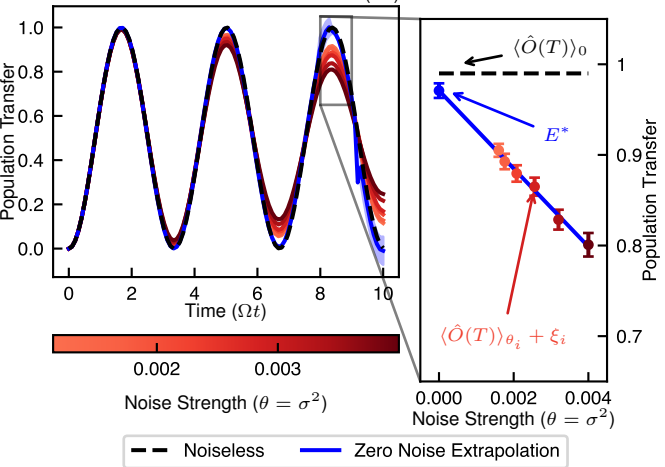 Population Transfer
1.0
0.8
0.6
0.4
0.2
0.0
0 2 4 6 8 10
Time (Ωt)
0.002 0.003
Noise Strength (θ = σ²)
⟨Ô(T)⟩₀
E*
⟨Ô(T)⟩θᵢ + ξᵢ
1
0.9
0.8
0.7
Population Transfer
0.000 0.002 0.004
Noise Strength (θ = σ²)
Noiseless Zero Noise Extrapolation